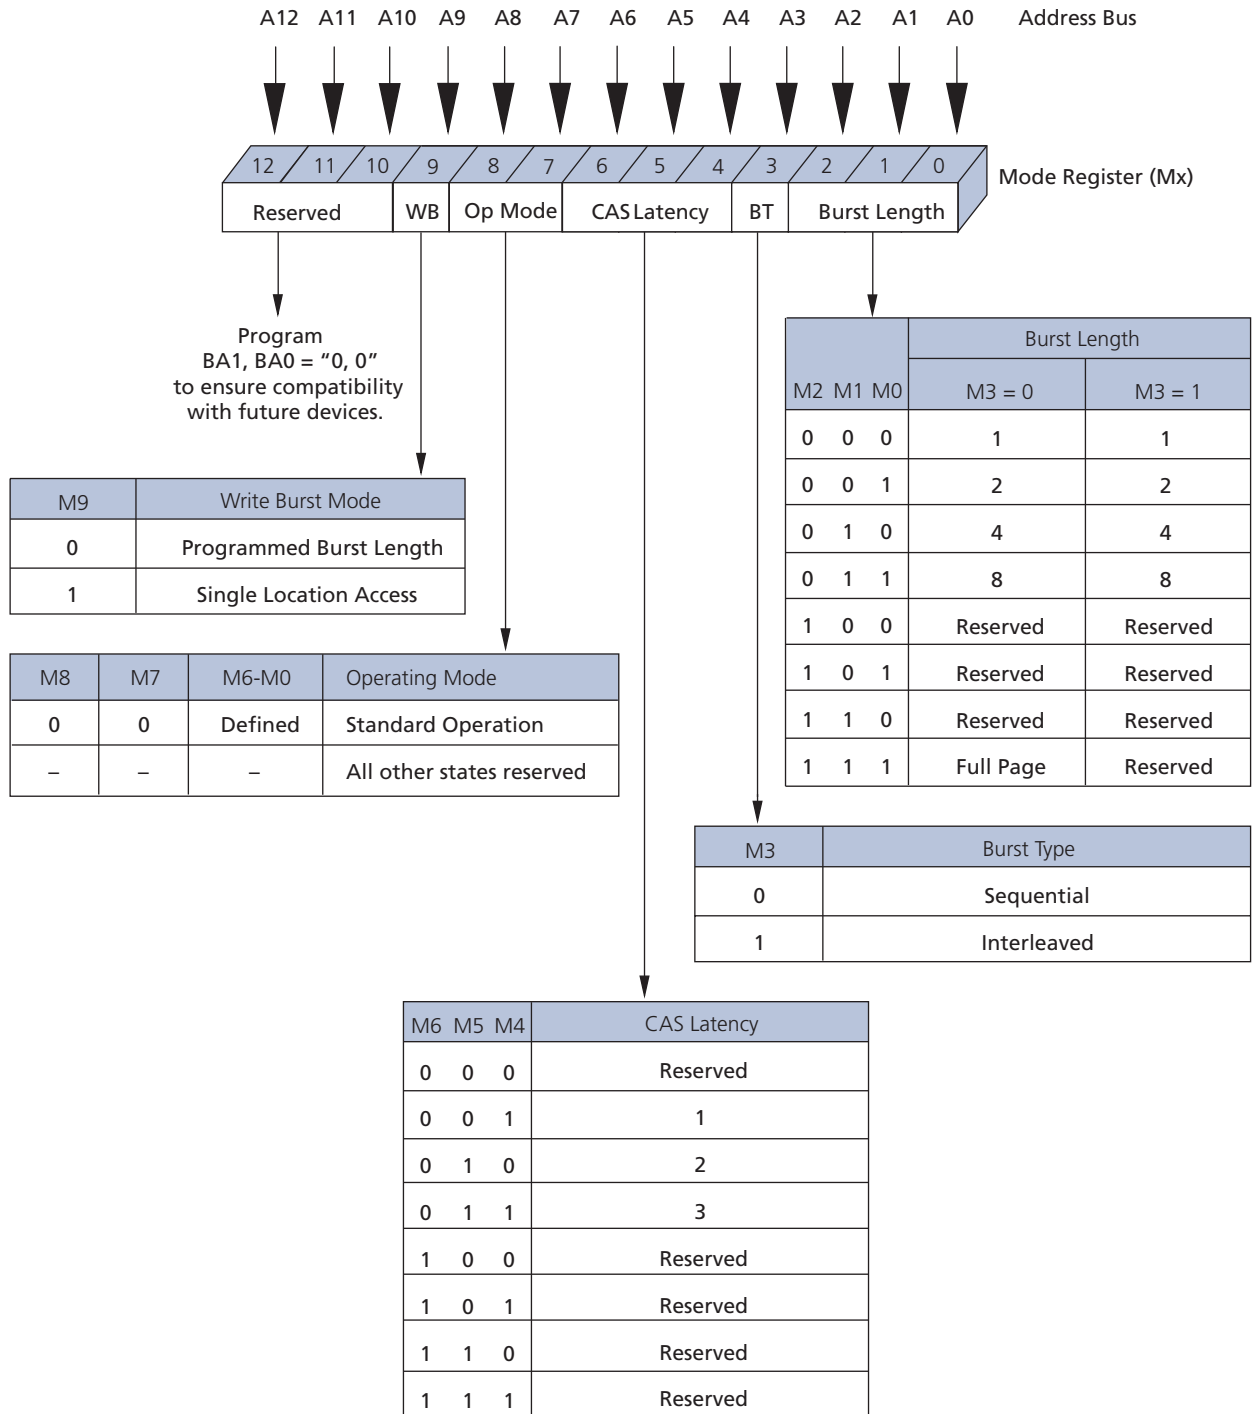 A12 A11 A10 A9 A8 A7 A6 A5 A4 A3 A2 A1 A0 Address Bus
12 11 10 9 8 7 6 5 4 3 2 1 0
Mode Register (Mx)
Reserved WB Op Mode CAS Latency BT Burst Length
Program
BA1, BA0 = “0, 0”
to ensure compatibility
with future devices.
Burst Length
M2 M1 M0 M3 = 0 M3 = 1
0 0 0 1 1
0 0 1 2 2
0 1 0 4 4
0 1 1 8 8
1 0 0 Reserved Reserved
1 0 1 Reserved Reserved
1 1 0 Reserved Reserved
1 1 1 Full Page Reserved
M9 Write Burst Mode
0 Programmed Burst Length
1 Single Location Access
M8 M7 M6-M0 Operating Mode
0 0 Defined Standard Operation
– – – All other states reserved
M3 Burst Type
0 Sequential
1 Interleaved
M6 M5 M4 CAS Latency
0 0 0 Reserved
0 0 1 1
0 1 0 2
0 1 1 3
1 0 0 Reserved
1 0 1 Reserved
1 1 0 Reserved
1 1 1 Reserved